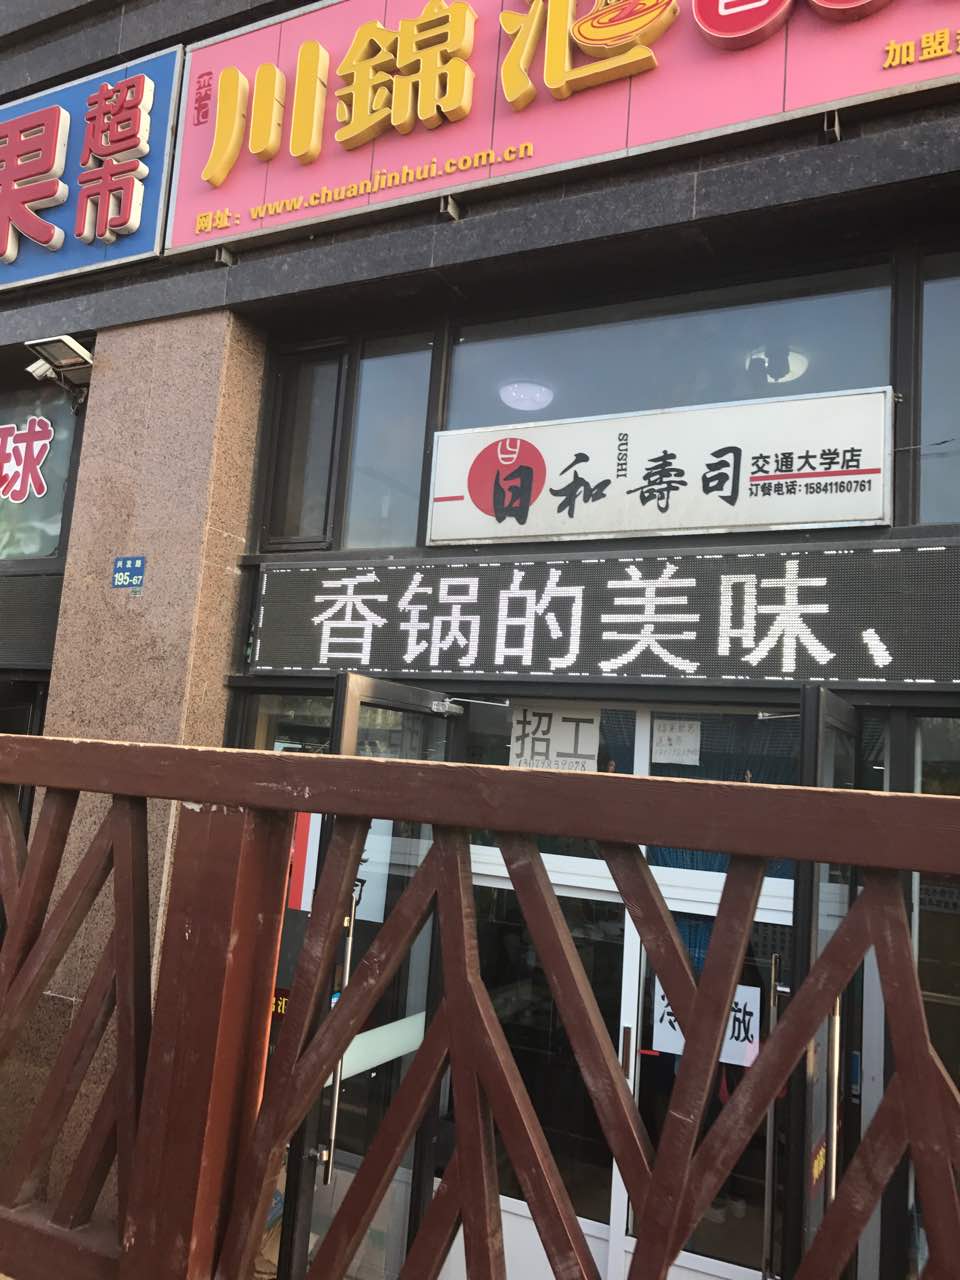 果
超市
川錦汇
网址：www.chuanjinhui.com.cn
加盟
球
日和寿司
SUSHI
交通大学店
订餐电话:15841160761
兴发路
195-67
香锅的美味、
招工
13079839078
放